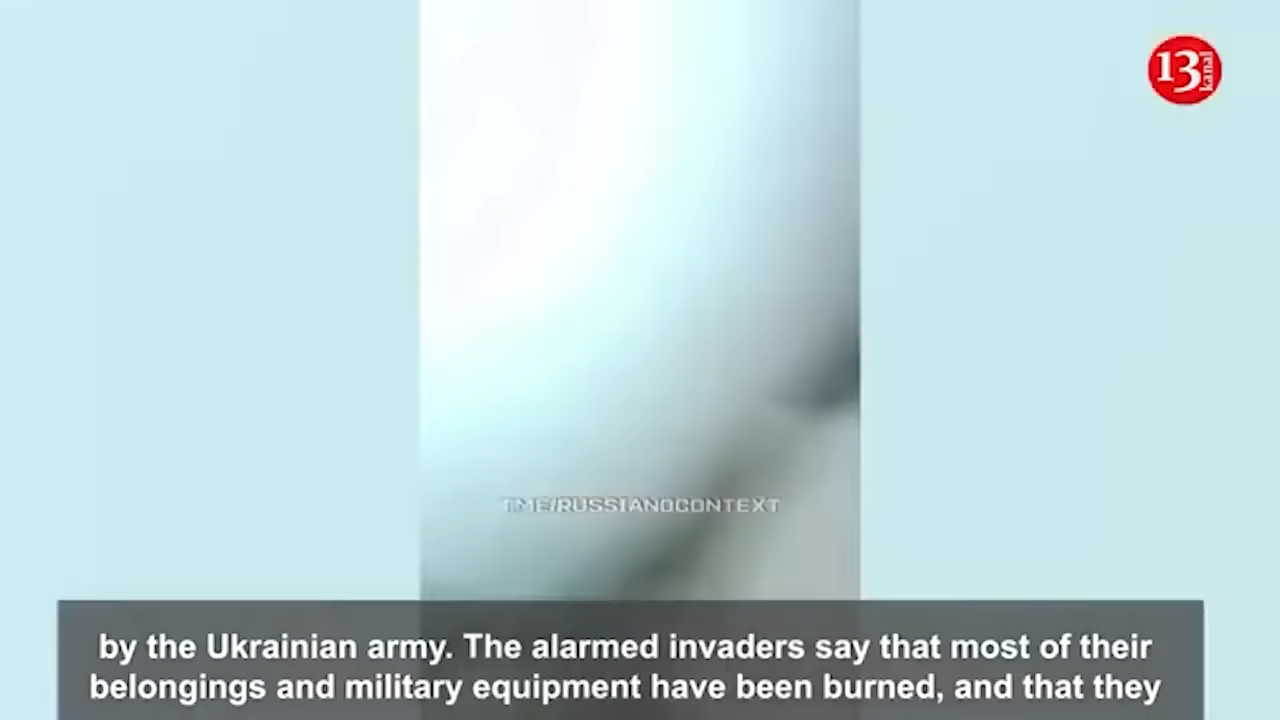 13
kanal
T.ME/RUSSIANOCONTEXT
by the Ukrainian army. The alarmed invaders say that most of their
belongings and military equipment have been burned, and that they